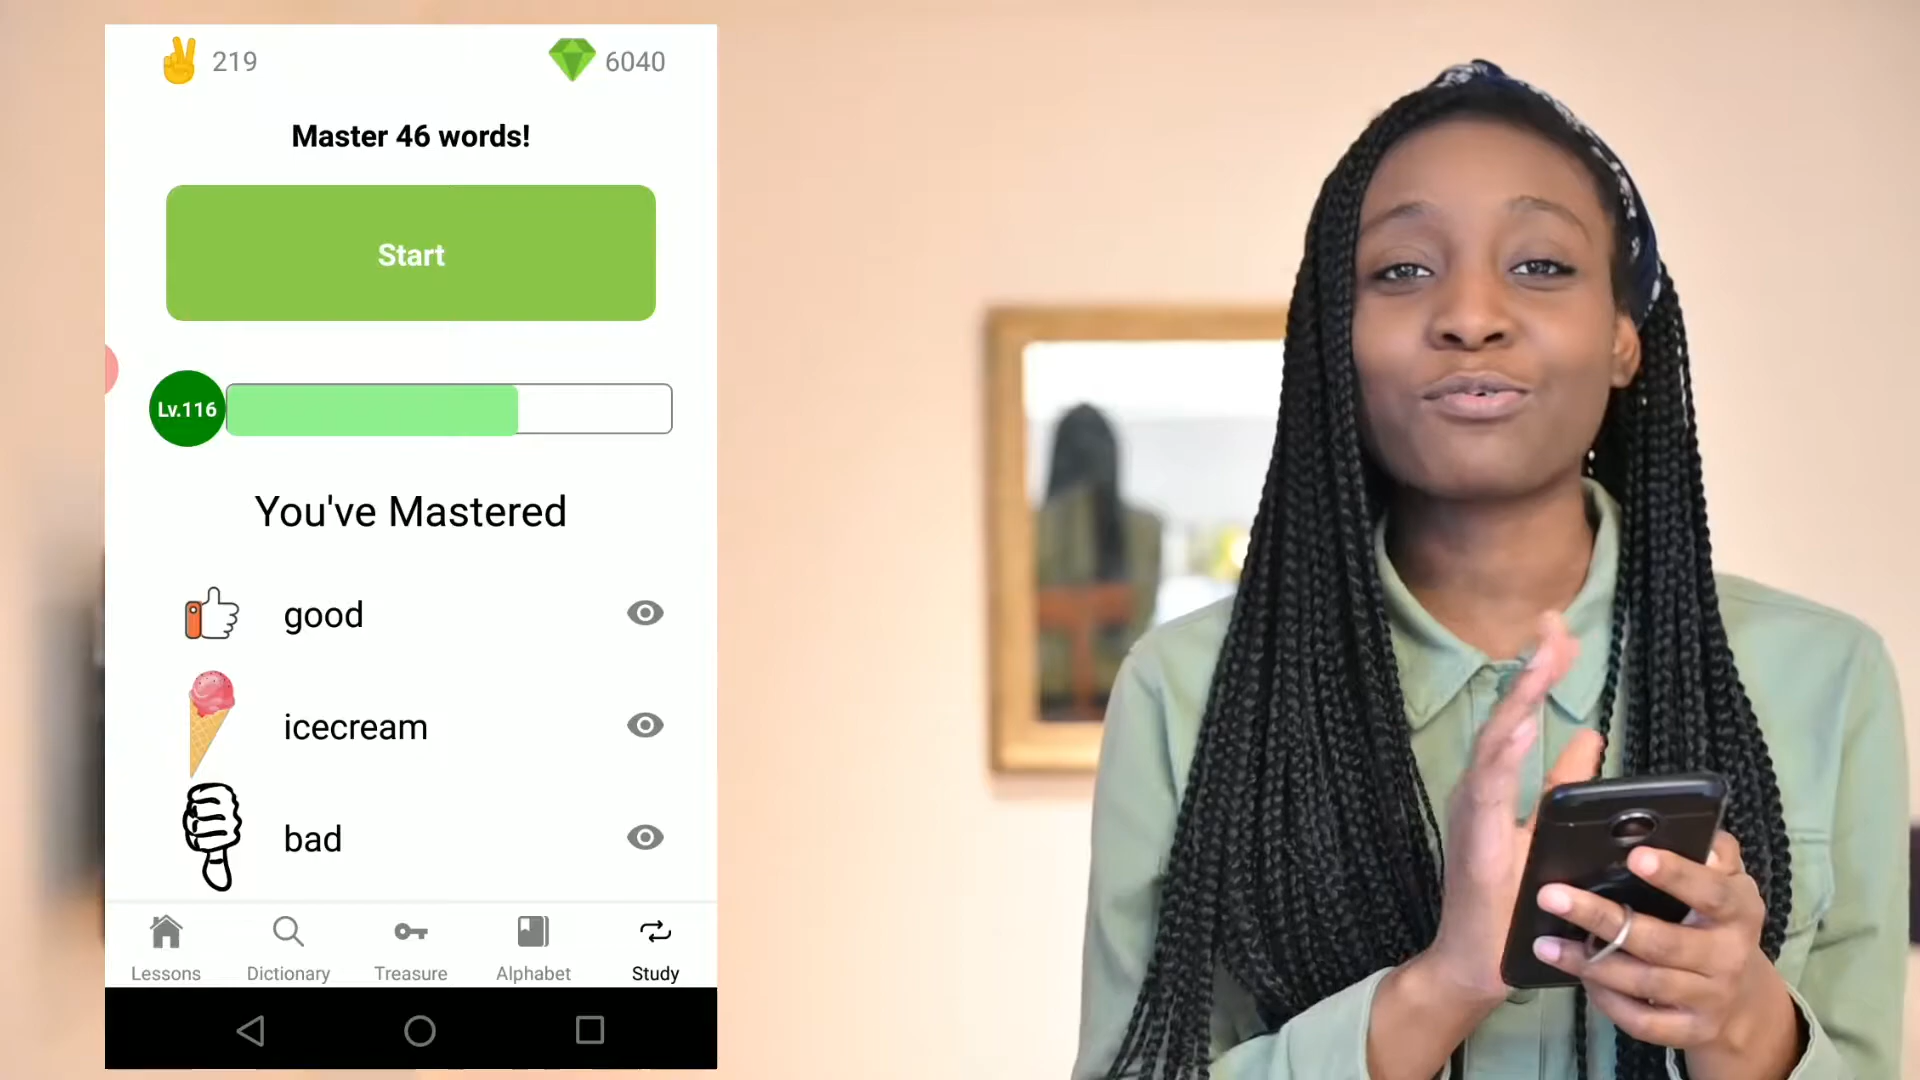 219
6040
Master 46 words!
Start
Lv.116
You've Mastered
good
icecream
bad
Lessons Dictionary Treasure Alphabet Study